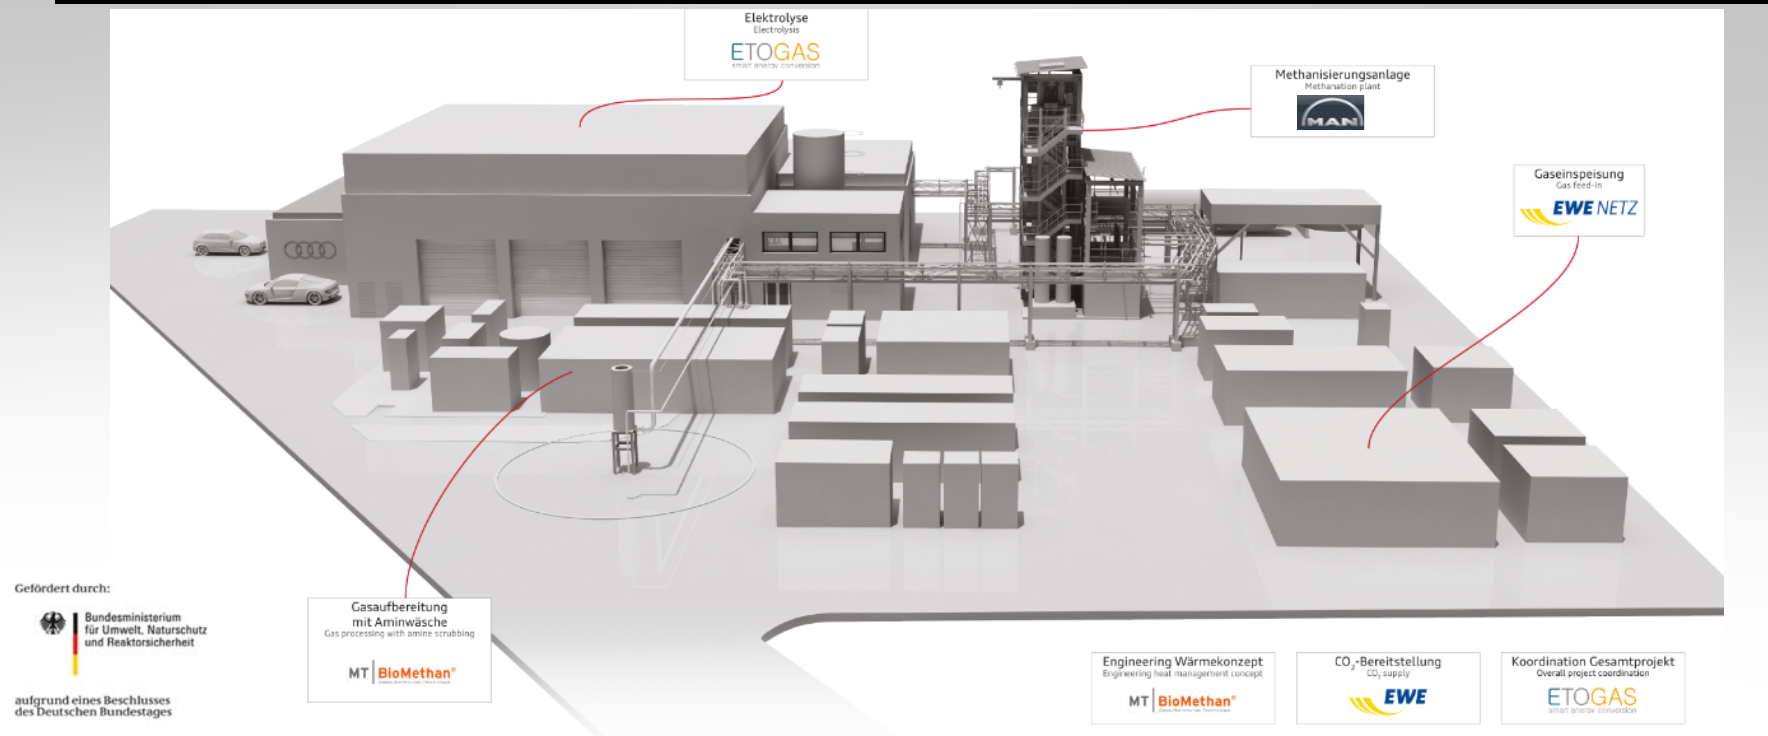 Elektrolyse
Electrolysis
ETOGAS
smart energy conversion
Methanisierungsanlage
Methanation plant
MAN
Gaseinspeisung
Gas feed-in
EWE NETZ
Gefördert durch:
Bundesministerium
für Umwelt, Naturschutz
und Reaktorsicherheit
aufgrund eines Beschlusses
des Deutschen Bundestages
Gasaufbereitung
mit Aminwäsche
Gas processing with amine scrubbing
MT BioMethan®
Engineering Wärmekonzept
Engineering heat management concept
MT BioMethan®
CO₂-Bereitstellung
CO₂ supply
EWE
Koordination Gesamtprojekt
Overall project coordination
ETOGAS
smart energy conversion